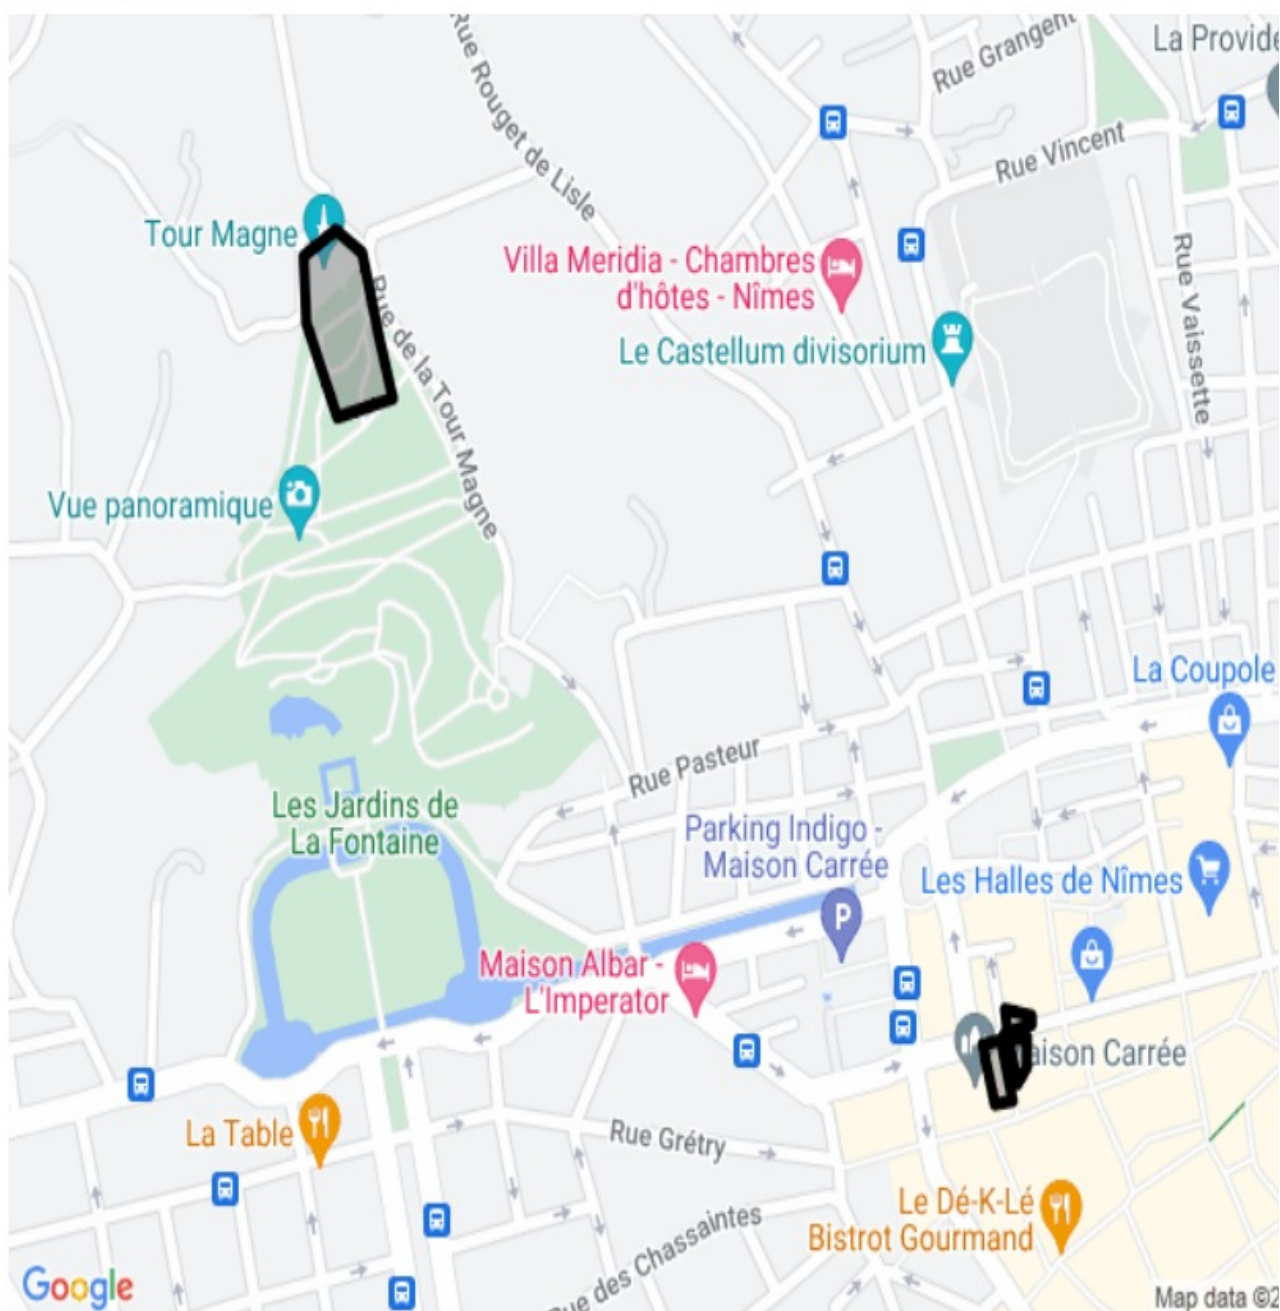 La Provide
Rue Grangent
Rue Rouget de Lisle
Rue Vincent
Tour Magne
Villa Meridia - Chambres
d'hôtes - Nîmes
Rue Vaissette
Le Castellum divisorium
Rue de la Tour Magne
Vue panoramique
La Coupole
Rue Pasteur
Les Jardins de
La Fontaine
Parking Indigo -
Maison Carrée
P
Les Halles de Nîmes
Maison Albar -
L'Imperator
aison Carrée
La Table
Rue Grétry
Le Dé-K-Lé
Bistrot Gourmand
ue des Chassaintes
Google
Map data ©2